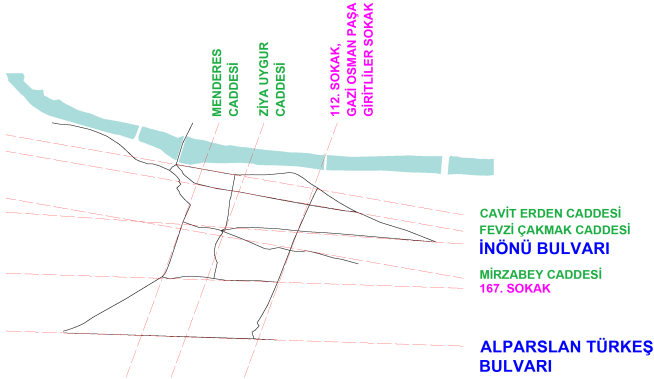 MENDERES
CADDESİ
ZİYA UYGUR
CADDESİ
112. SOKAK,
GAZİ OSMAN PAŞA
GİRİTLİLER SOKAK
CAVİT ERDEN CADDESİ
FEVZİ ÇAKMAK CADDESİ
İNÖNÜ BULVARI
MİRZABEY CADDESİ
167. SOKAK
ALPARSLAN TÜRKEŞ
BULVARI